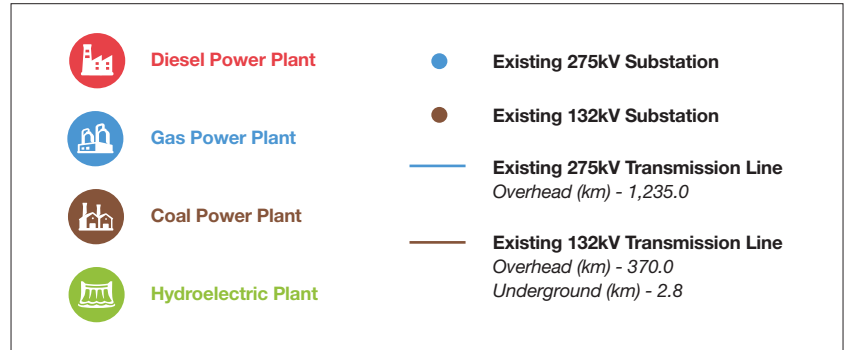 Diesel Power Plant
Gas Power Plant
Coal Power Plant
Hydroelectric Plant
Existing 275kV Substation
Existing 132kV Substation
Existing 275kV Transmission Line
Overhead (km) - 1,235.0
Existing 132kV Transmission Line
Overhead (km) - 370.0
Underground (km) - 2.8